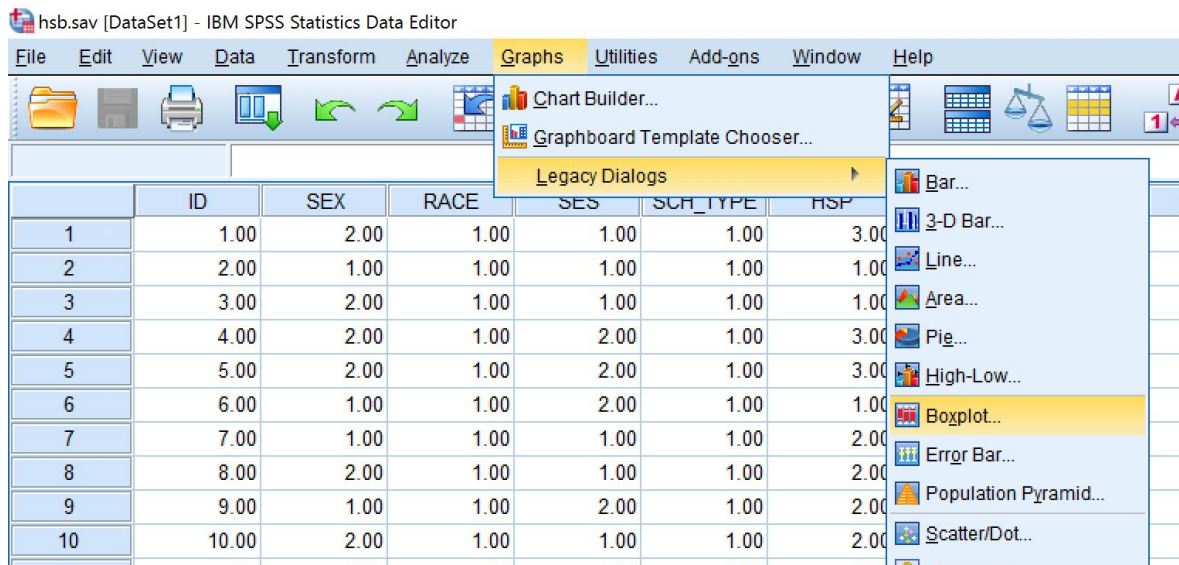 hsb.sav [DataSet1] - IBM SPSS Statistics Data Editor
File Edit View Data Transform Analyze Graphs Utilities Add-ons Window Help
Chart Builder...
Graphboard Template Chooser...
Legacy Dialogs
Bar...
3-D Bar...
Line...
Area...
Pie...
High-Low...
Boxplot...
Error Bar...
Population Pyramid...
Scatter/Dot...
ID SEX RACE SES SCH_TYPE HSP
1 1.00 2.00 1.00 1.00 1.00 3.00
2 2.00 1.00 1.00 1.00 1.00 1.00
3 3.00 2.00 1.00 1.00 1.00 1.00
4 4.00 2.00 1.00 2.00 1.00 3.00
5 5.00 2.00 1.00 2.00 1.00 3.00
6 6.00 1.00 1.00 2.00 1.00 1.00
7 7.00 1.00 1.00 1.00 1.00 2.00
8 8.00 2.00 1.00 1.00 1.00 2.00
9 9.00 1.00 1.00 2.00 1.00 2.00
10 10.00 2.00 1.00 1.00 1.00 2.00